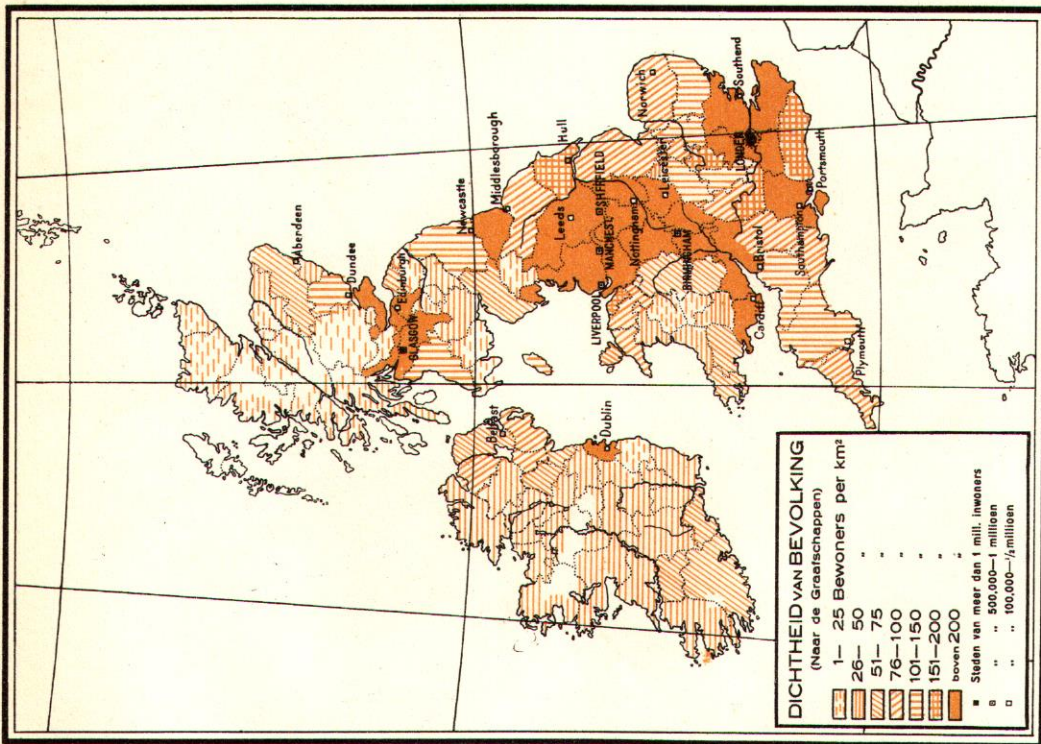 Aberdeen
Dundee
Edinburgh
GLASGOW
Newcastle
Middlesborough
Hull
Leeds
SHEFFIELD
MANCHEST.
LIVERPOOL
Nottingham
Leicester
Norwich
BIRMINGHAM
Southend
LONDEN
Bristol
Cardiff
Southampton
Portsmouth
Plymouth
Belfast
Dublin
DICHTHEID VAN BEVOLKING
(Naar de Graafschappen)
1— 25 Bewoners per km²
26— 50 „
51— 75 „
76—100 „
101—150 „
151—200 „
boven 200 „
Steden van meer dan 1 mill. inwoners
„ „ 500,000—1 millioen
„ „ 100,000—½ millioen